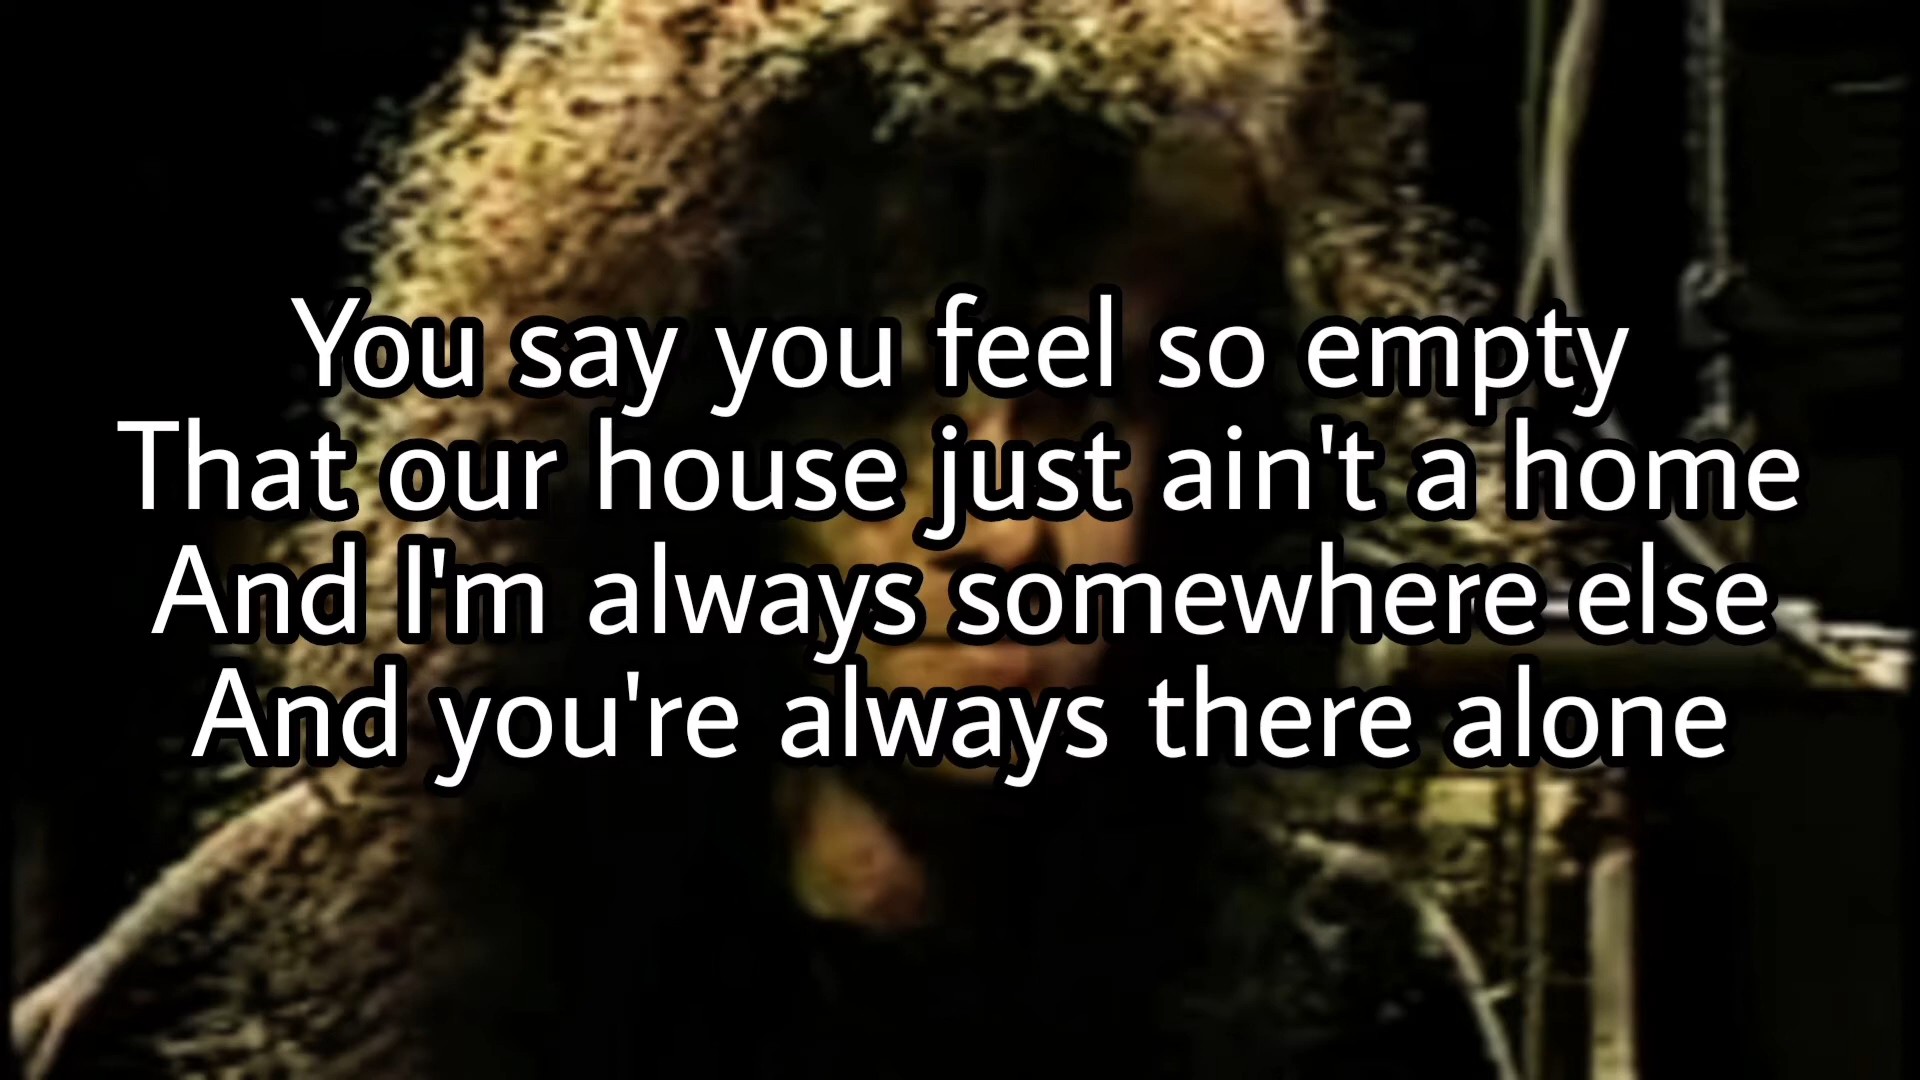 You say you feel so empty
That our house just ain't a home
And I'm always somewhere else
And you're always there alone